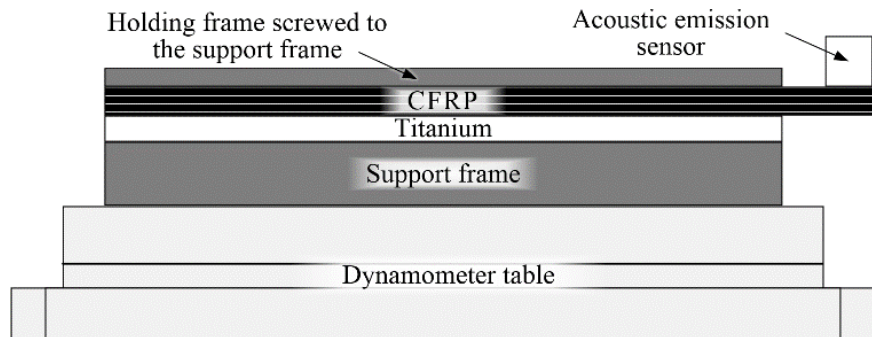 Holding frame screwed to
the support frame
Acoustic emission
sensor
CFRP
Titanium
Support frame
Dynamometer table